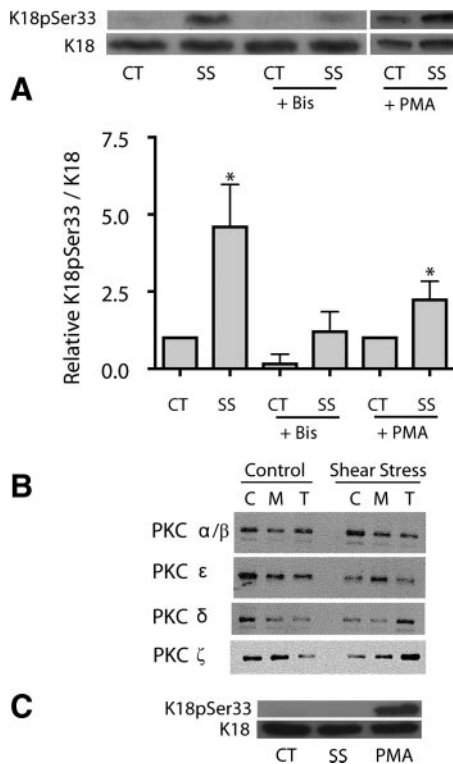 K18pSer33
K18
CT SS CT SS CT SS
+ Bis + PMA
A
7.5
5.0
2.5
0.0
Relative K18pSer33 / K18
* *
CT SS CT SS CT SS
+ Bis + PMA
B
Control Shear Stress
C M T C M T
PKC α/β
PKC ε
PKC δ
PKC ζ
C
K18pSer33
K18
CT SS PMA